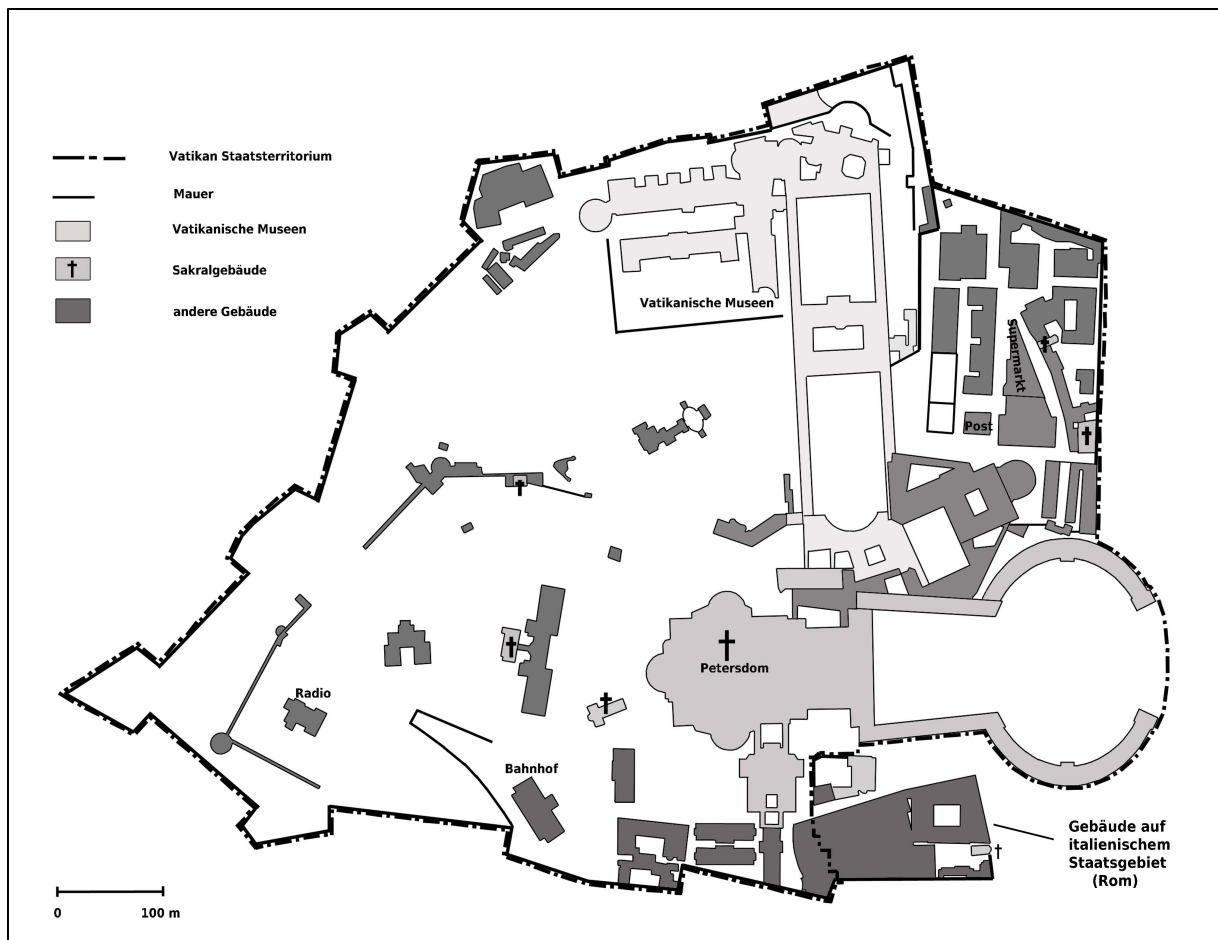 Vatikan Staatsterritorium
Mauer
Vatikanische Museen
Sakralgebäude
andere Gebäude
Vatikanische Museen
Supermarkt
Post
Petersdom
Radio
Bahnhof
Gebäude auf
italienischem
Staatsgebiet
(Rom)
0 100 m